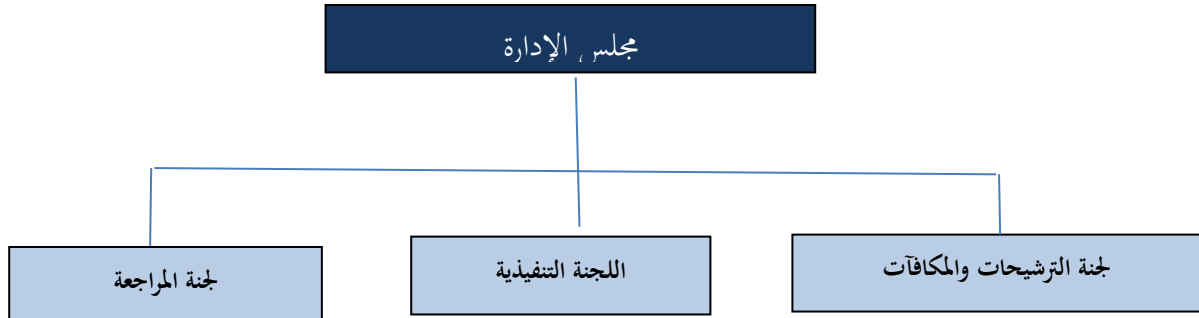 مجلس الإدارة
لجنة الترشيحات والمكافآت
اللجنة التنفيذية
لجنة المراجعة